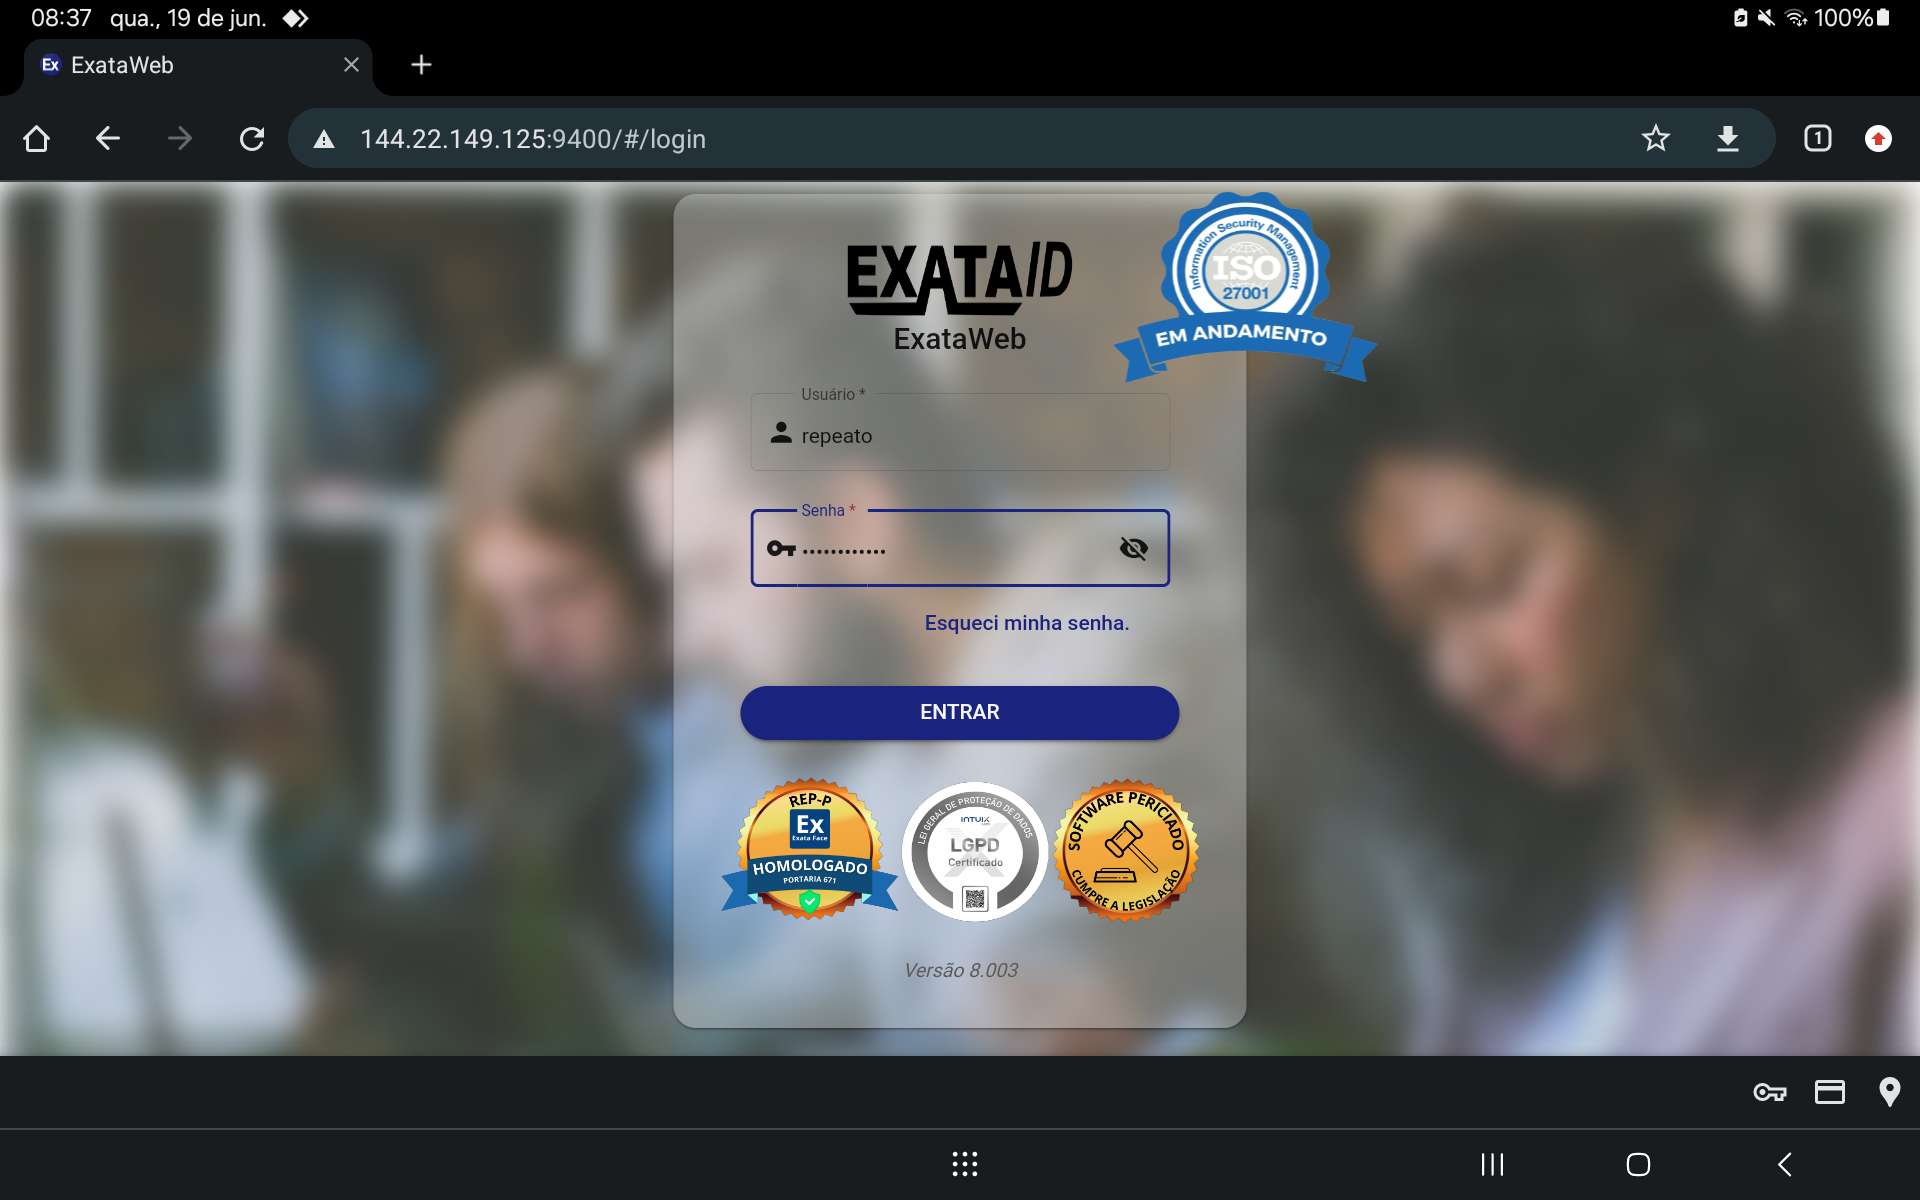 08:37 qua., 19 de jun. 100%
Ex ExataWeb
144.22.149.125:9400/#/login 1
EXATAID
ExataWeb
Information Security Management
ISO
27001
EM ANDAMENTO
Usuário *
repeato
Senha *
••••••••••••
Esqueci minha senha.
ENTRAR
REP-P
Ex
Exata Face
HOMOLOGADO
PORTARIA 671
LEI GERAL DE PROTEÇÃO DE DADOS
INTUIX
LGPD
Certificado
SOFTWARE PERICIADO
CUMPRE A LEGISLAÇÃO
Versão 8.003